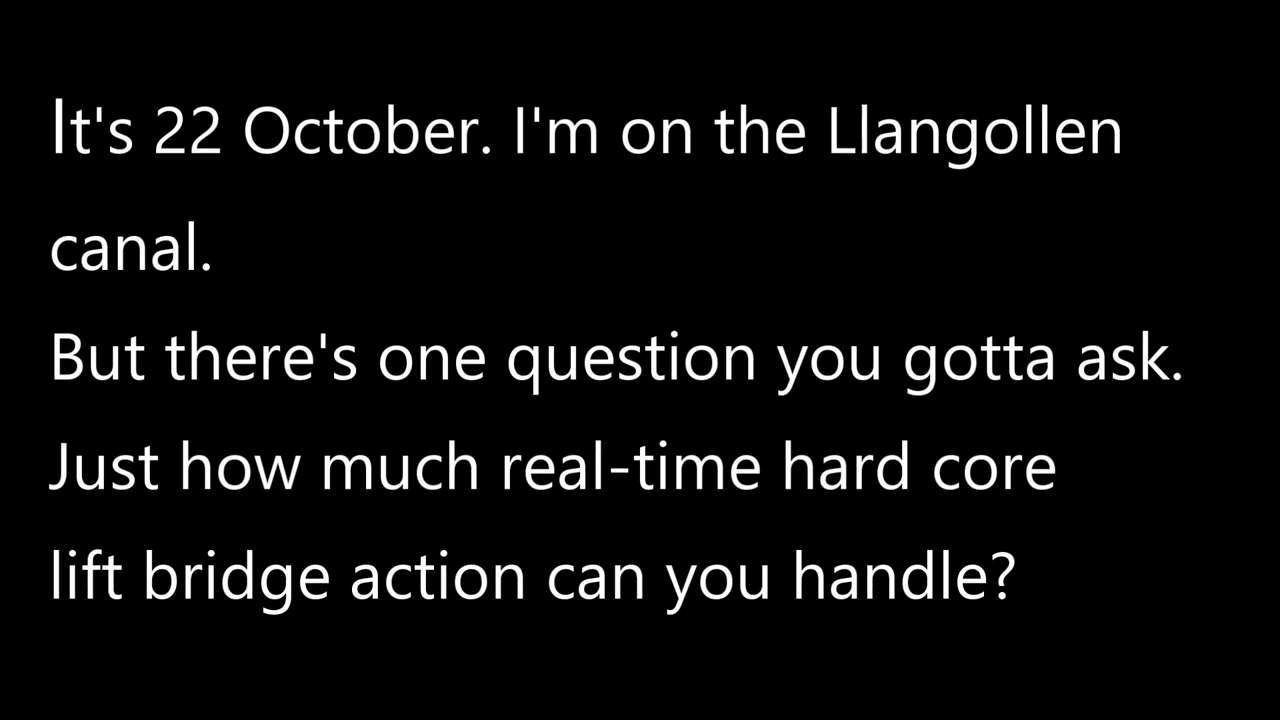 It's 22 October. I'm on the Llangollen
canal.
But there's one question you gotta ask.
Just how much real-time hard core
lift bridge action can you handle?